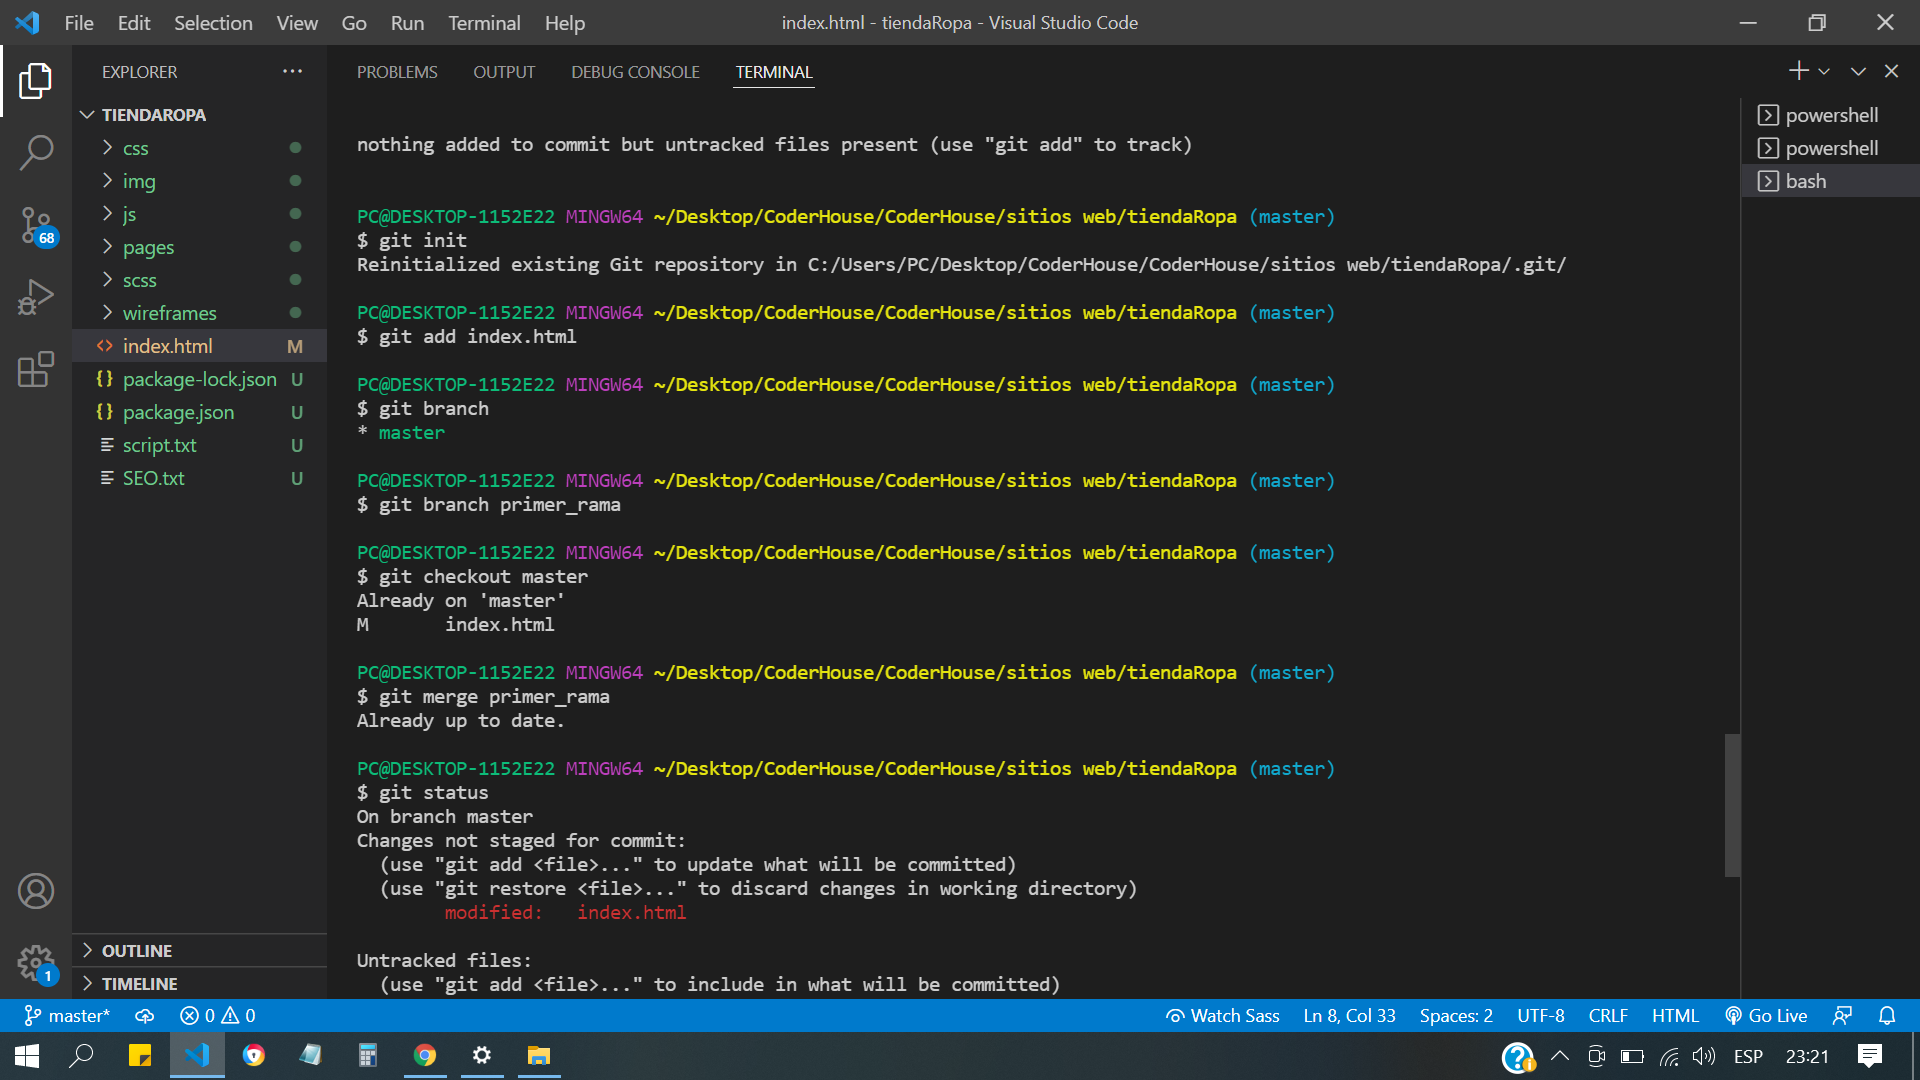 File Edit Selection View Go Run Terminal Help
index.html - tiendaRopa - Visual Studio Code
EXPLORER
TIENDAROPA
css
img
js
pages
scss
wireframes
index.html M
package-lock.json U
package.json U
script.txt U
SEO.txt U
OUTLINE
TIMELINE
68
1
PROBLEMS OUTPUT DEBUG CONSOLE TERMINAL
nothing added to commit but untracked files present (use "git add" to track)
PC@DESKTOP-1152E22 MINGW64 ~/Desktop/CoderHouse/CoderHouse/sitios web/tiendaRopa (master)
$ git init
Reinitialized existing Git repository in C:/Users/PC/Desktop/CoderHouse/CoderHouse/sitios web/tiendaRopa/.git/
PC@DESKTOP-1152E22 MINGW64 ~/Desktop/CoderHouse/CoderHouse/sitios web/tiendaRopa (master)
$ git add index.html
PC@DESKTOP-1152E22 MINGW64 ~/Desktop/CoderHouse/CoderHouse/sitios web/tiendaRopa (master)
$ git branch
* master
PC@DESKTOP-1152E22 MINGW64 ~/Desktop/CoderHouse/CoderHouse/sitios web/tiendaRopa (master)
$ git branch primer_rama
PC@DESKTOP-1152E22 MINGW64 ~/Desktop/CoderHouse/CoderHouse/sitios web/tiendaRopa (master)
$ git checkout master
Already on 'master'
M       index.html
PC@DESKTOP-1152E22 MINGW64 ~/Desktop/CoderHouse/CoderHouse/sitios web/tiendaRopa (master)
$ git merge primer_rama
Already up to date.
PC@DESKTOP-1152E22 MINGW64 ~/Desktop/CoderHouse/CoderHouse/sitios web/tiendaRopa (master)
$ git status
On branch master
Changes not staged for commit:
  (use "git add <file>..." to update what will be committed)
  (use "git restore <file>..." to discard changes in working directory)
        modified:   index.html
Untracked files:
  (use "git add <file>..." to include in what will be committed)
powershell
powershell
bash
master* 0 0
Watch Sass Ln 8, Col 33 Spaces: 2 UTF-8 CRLF HTML Go Live
ESP 23:21